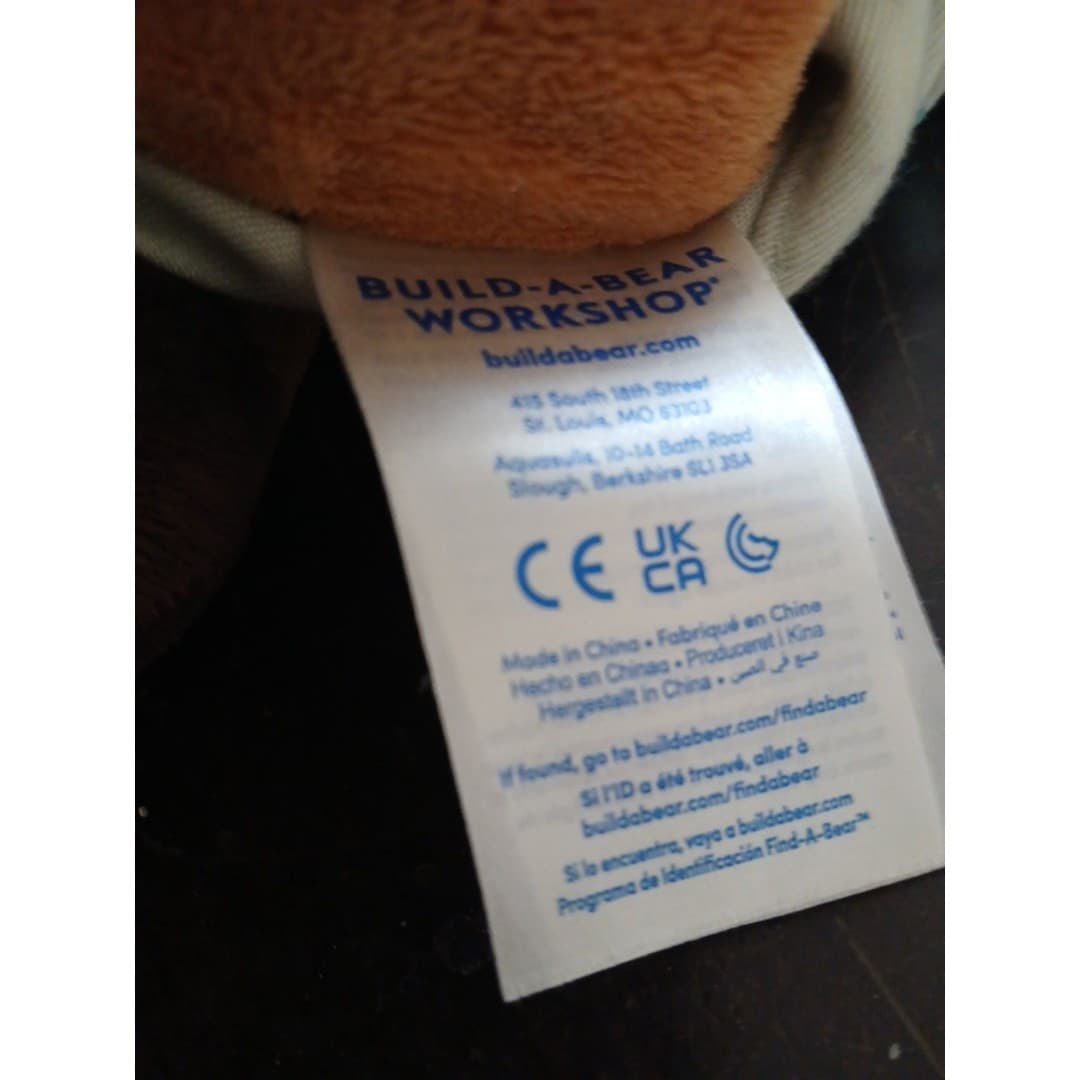 BUILD-A-BEAR
WORKSHOP®
buildabear.com
415 South 18th Street
St. Louis, MO 63103
Aquasulis, 10-14 Bath Road
Slough, Berkshire SL1 3SA
CE UK
CA
Made in China • Fabriqué en Chine
Hecho en Chinaa • Produceret i Kina
Hergestellt in China • صنع في الصين
If found, go to buildabear.com/findabear
Si l'ID a été trouvé, aller à
buildabear.com/findabear
Si lo encuentra, vaya a buildabear.com
Programa de Identificación Find-A-Bear™